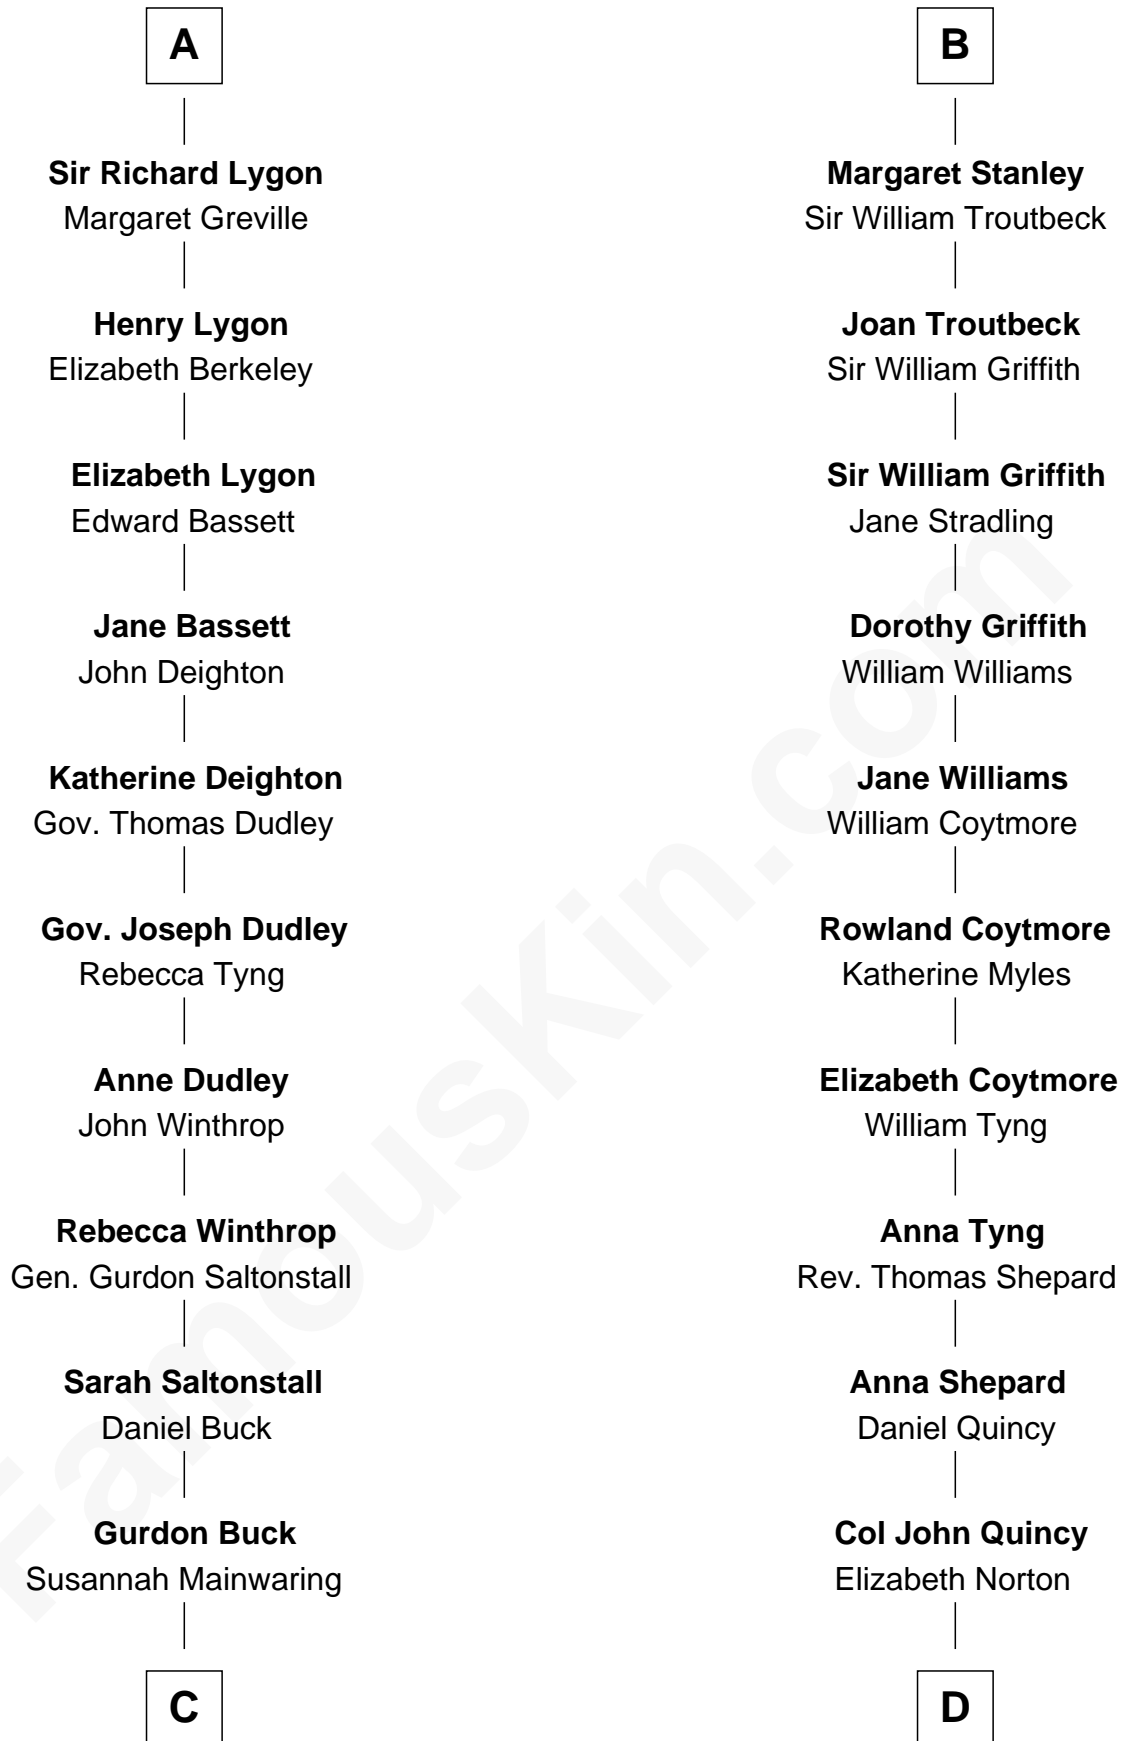 A
Sir Richard Lygon
Margaret Greville
Henry Lygon
Elizabeth Berkeley
Elizabeth Lygon
Edward Bassett
Jane Bassett
John Deighton
Katherine Deighton
Gov. Thomas Dudley
Gov. Joseph Dudley
Rebecca Tyng
Anne Dudley
John Winthrop
Rebecca Winthrop
Gen. Gurdon Saltonstall
Sarah Saltonstall
Daniel Buck
Gurdon Buck
Susannah Mainwaring
C
B
Margaret Stanley
Sir William Troutbeck
Joan Troutbeck
Sir William Griffith
Sir William Griffith
Jane Stradling
Dorothy Griffith
William Williams
Jane Williams
William Coytmore
Rowland Coytmore
Katherine Myles
Elizabeth Coytmore
William Tyng
Anna Tyng
Rev. Thomas Shepard
Anna Shepard
Daniel Quincy
Col John Quincy
Elizabeth Norton
D
FamousKin.com